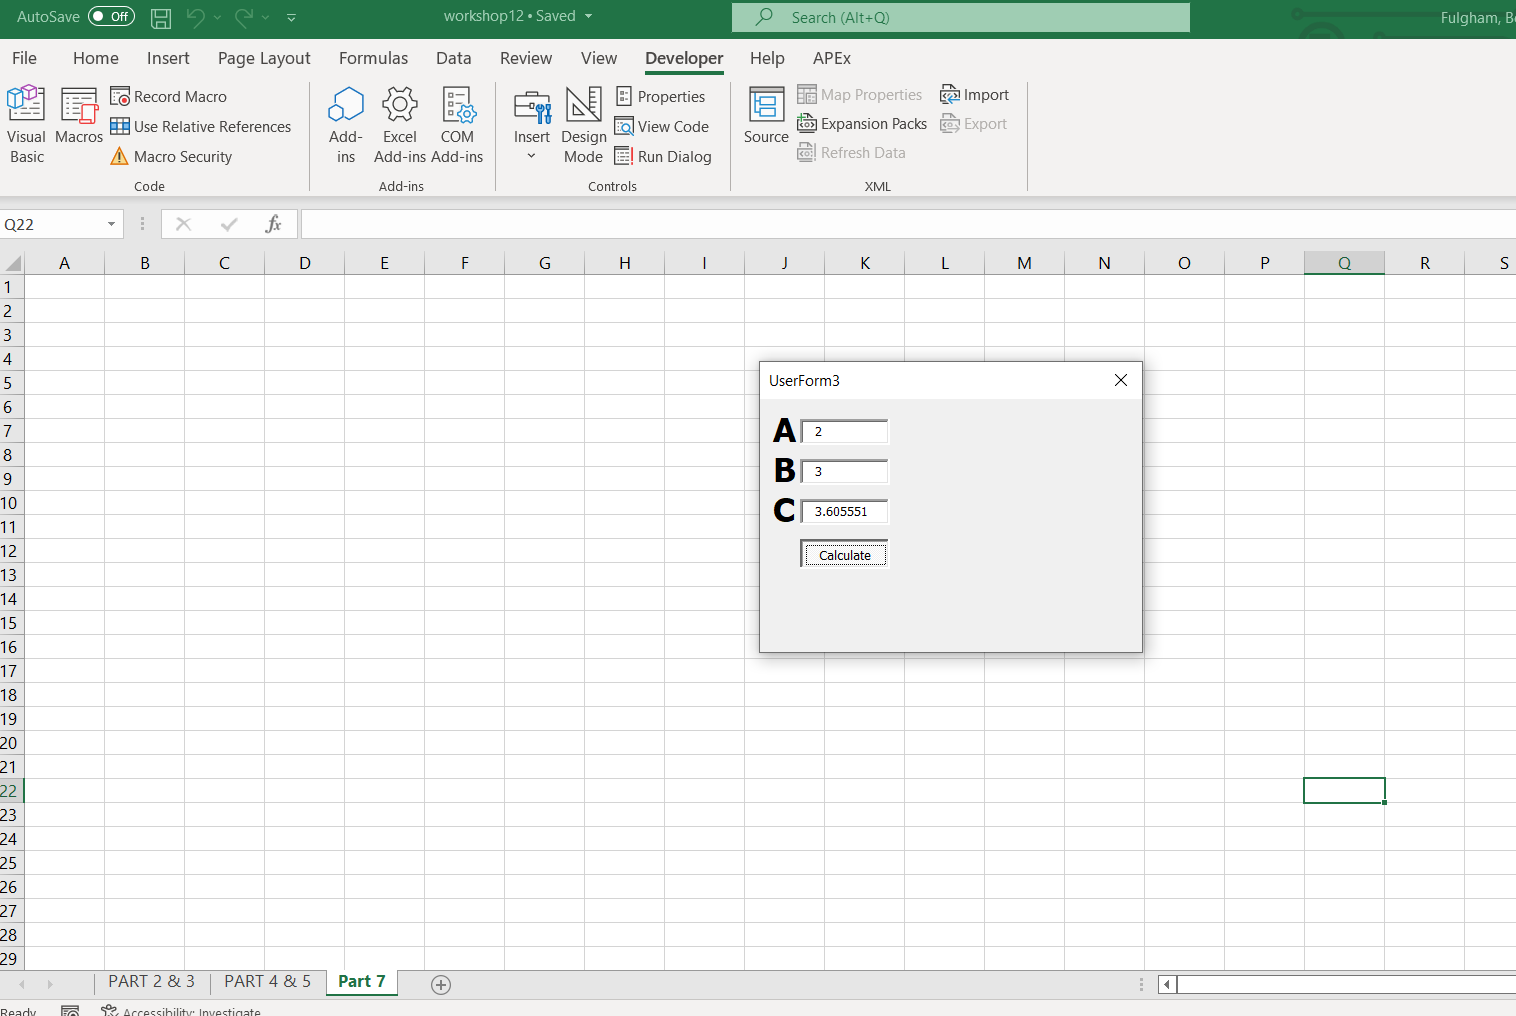 AutoSave Off workshop12 • Saved Search (Alt+Q) Fulgham,
File Home Insert Page Layout Formulas Data Review View Developer Help APEx
Visual Basic
Macros
Record Macro
Use Relative References
Macro Security
Code
Add-ins
Excel Add-ins
COM Add-ins
Add-ins
Insert
Design Mode
Properties
View Code
Run Dialog
Controls
Source
Map Properties
Expansion Packs
Refresh Data
Import
Export
XML
Q22 fx
A B C D E F G H I J K L M N O P Q R S
1
2
3
4
5
6
7
8
9
10
11
12
13
14
15
16
17
18
19
20
21
22
23
24
25
26
27
28
29
UserForm3
A 2
B 3
C 3.605551
Calculate
PART 2 & 3 PART 4 & 5 Part 7
Ready Accessibility: Investigate